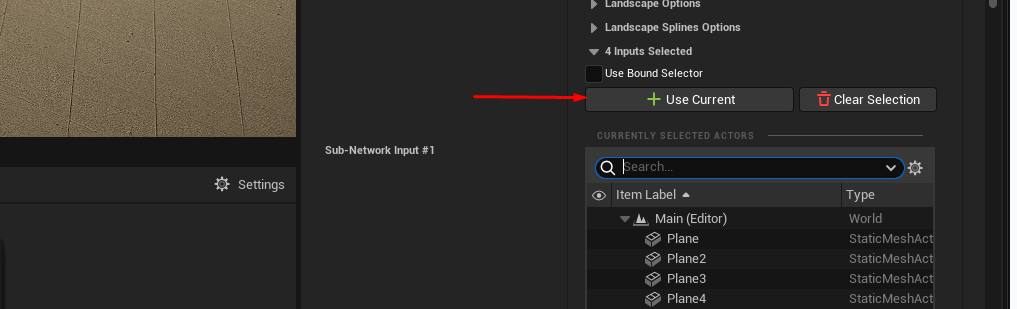 Landscape Options
Landscape Splines Options
4 Inputs Selected
Use Bound Selector
Use Current
Clear Selection
CURRENTLY SELECTED ACTORS
Sub-Network Input #1
Search...
Settings
Item Label
Type
Main (Editor)
World
Plane
StaticMeshAct
Plane2
StaticMeshAct
Plane3
StaticMeshAct
Plane4
StaticMeshAct